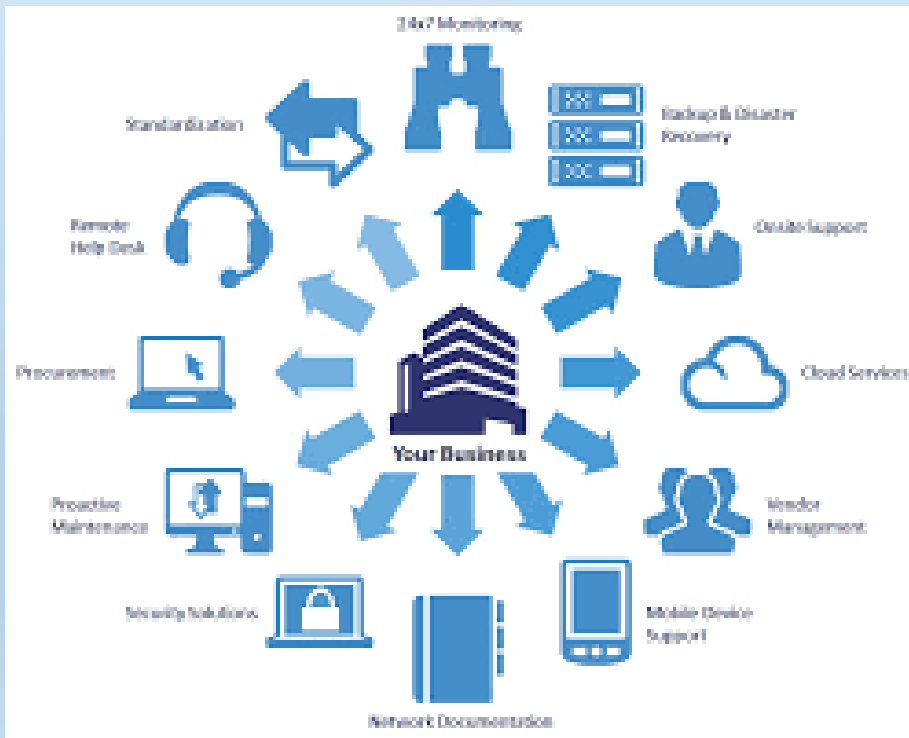 24x7 Monitoring
Backup & Disaster
Recovery
Onsite Support
Cloud Services
Vendor
Management
Mobile Device
Support
Network Documentation
Security Solutions
Proactive
Maintenance
Procurement
Remote
Help Desk
Standardization
Your Business